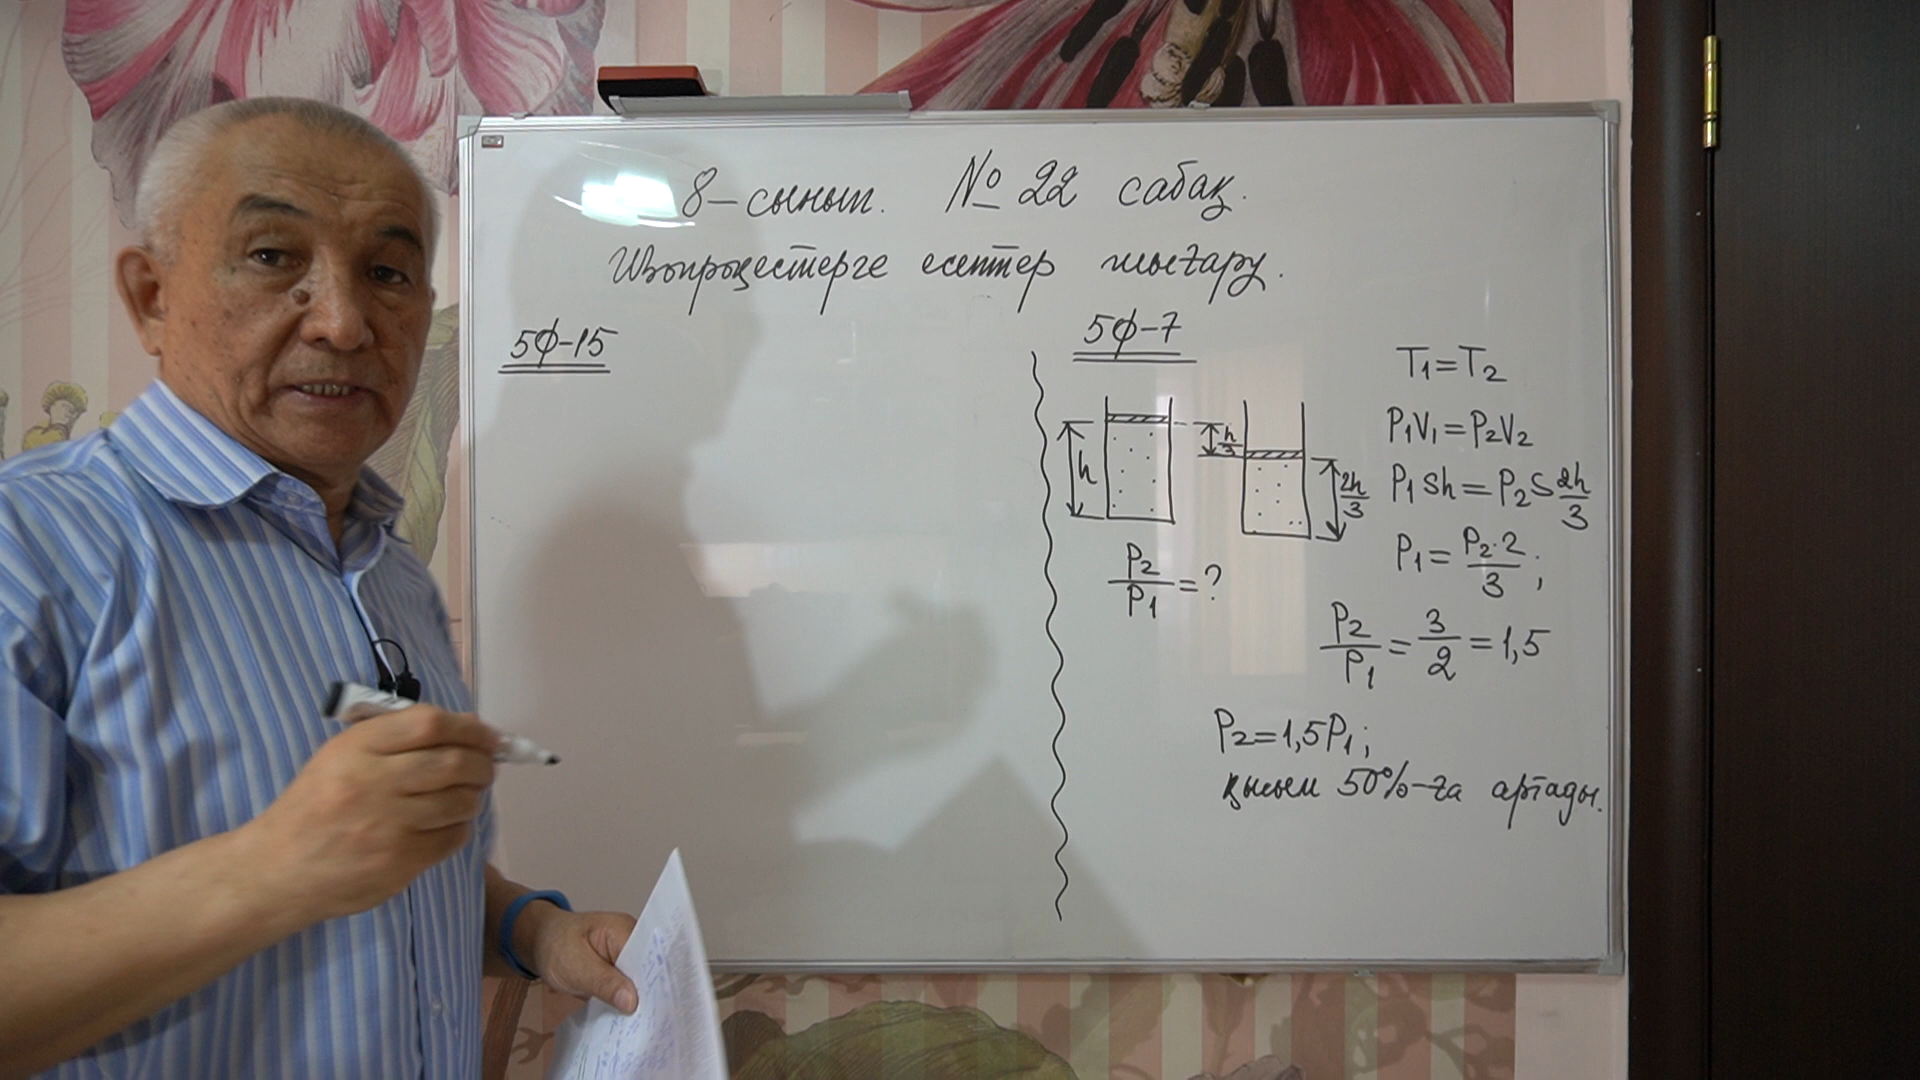 8-сынып. № 22 сабақ.
Изопроцестерге есептер шығару.
5ф-15
5ф-7
h
h/3
2h/3
P₂/P₁=?
T₁=T₂
P₁V₁=P₂V₂
P₁Sh=P₂S 2h/3
P₁=P₂·2/3;
P₂/P₁=3/2=1,5
P₂=1,5P₁;
қысым 50%-ға артады.